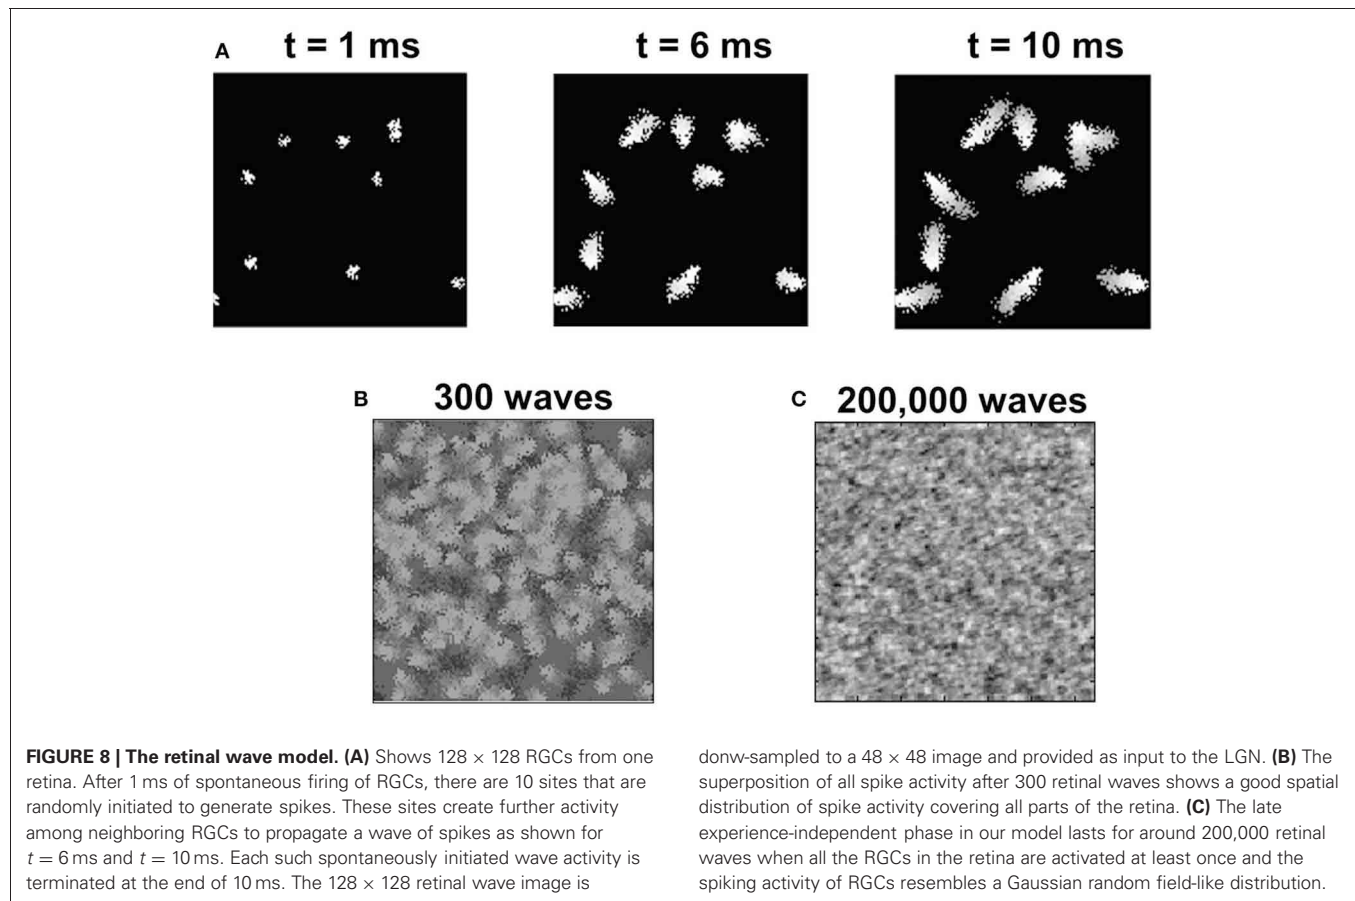 A
t = 1 ms
t = 6 ms
t = 10 ms
B
300 waves
C
200,000 waves
FIGURE 8 | The retinal wave model. (A) Shows 128 × 128 RGCs from one
retina. After 1 ms of spontaneous firing of RGCs, there are 10 sites that are
randomly initiated to generate spikes. These sites create further activity
among neighboring RGCs to propagate a wave of spikes as shown for
t = 6 ms and t = 10 ms. Each such spontaneously initiated wave activity is
terminated at the end of 10 ms. The 128 × 128 retinal wave image is
donw-sampled to a 48 × 48 image and provided as input to the LGN. (B) The
superposition of all spike activity after 300 retinal waves shows a good spatial
distribution of spike activity covering all parts of the retina. (C) The late
experience-independent phase in our model lasts for around 200,000 retinal
waves when all the RGCs in the retina are activated at least once and the
spiking activity of RGCs resembles a Gaussian random field-like distribution.